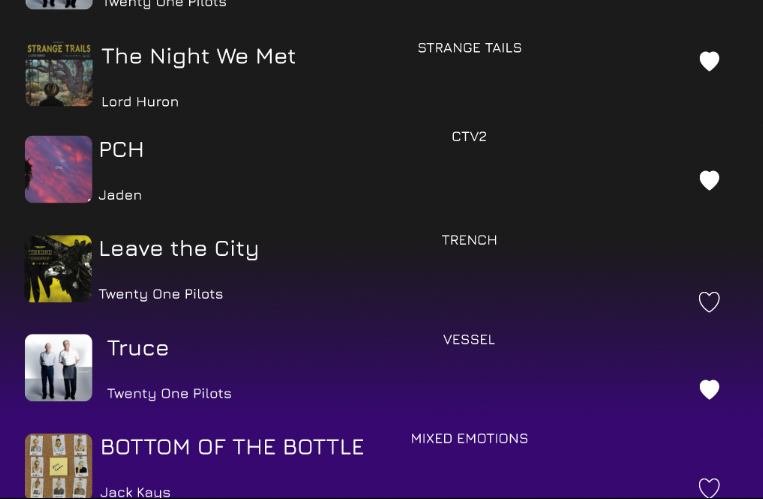 Twenty One Pilots
STRANGE TRAILS
The Night We Met
STRANGE TAILS
Lord Huron
PCH
CTV2
Jaden
Leave the City
TRENCH
Twenty One Pilots
Truce
VESSEL
Twenty One Pilots
BOTTOM OF THE BOTTLE
MIXED EMOTIONS
Jack Kays